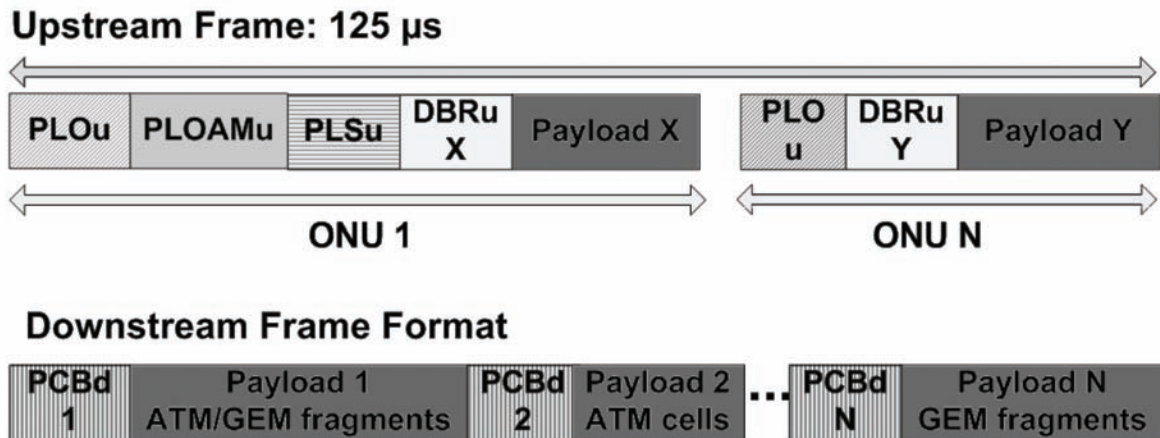 Upstream Frame: 125 µs
PLOu PLOAMu PLSu DBRu X Payload X PLO u DBRu Y Payload Y
ONU 1 ONU N
Downstream Frame Format
PCBd 1 Payload 1 ATM/GEM fragments PCBd 2 Payload 2 ATM cells ... PCBd N Payload N GEM fragments